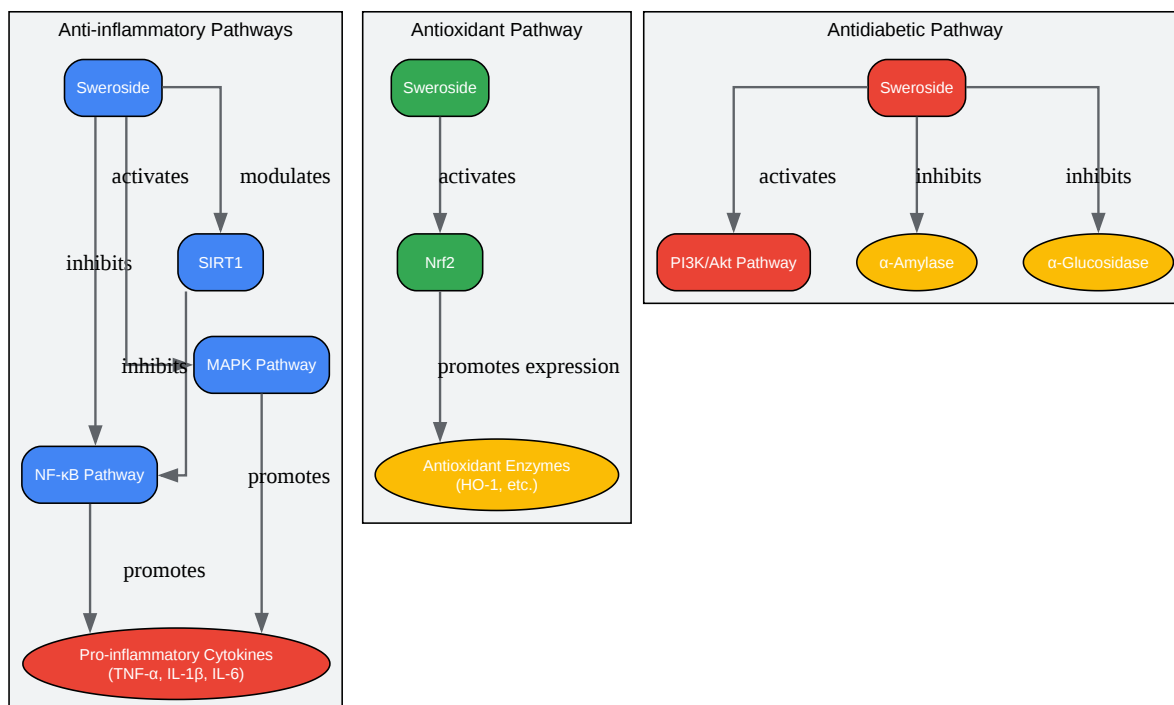 Anti-inflammatory Pathways
Sweroside
activates
modulates
inhibits
SIRT1
inhibits
MAPK Pathway
NF-κB Pathway
promotes
promotes
Pro-inflammatory Cytokines
(TNF-α, IL-1β, IL-6)
Antioxidant Pathway
Sweroside
activates
Nrf2
promotes expression
Antioxidant Enzymes
(HO-1, etc.)
Antidiabetic Pathway
Sweroside
activates
inhibits
inhibits
PI3K/Akt Pathway
α-Amylase
α-Glucosidase